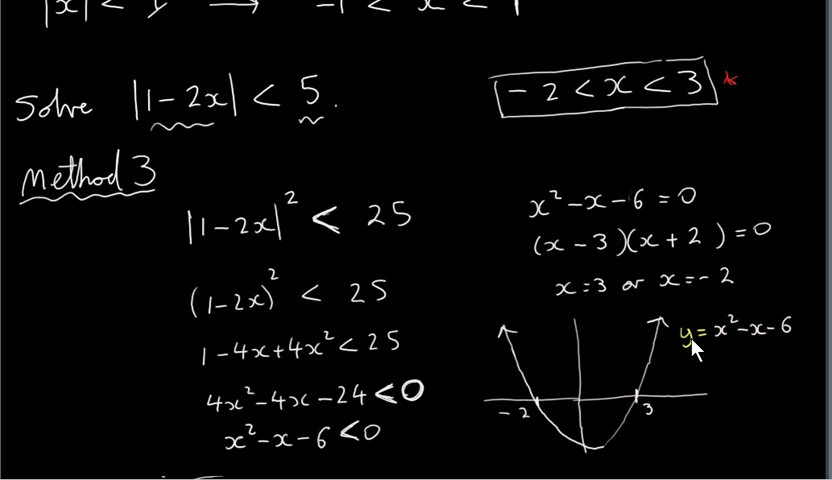 |x| < y ⟶ -y < x < y
Solve |1-2x| < 5.
-2 < x < 3 *
Method 3
|1-2x|² < 25
(1-2x)² < 25
1-4x+4x² < 25
4x²-4x-24 < 0
x²-x-6 < 0
x²-x-6 = 0
(x-3)(x+2) = 0
x=3 or x=-2
y = x²-x-6
-2 3